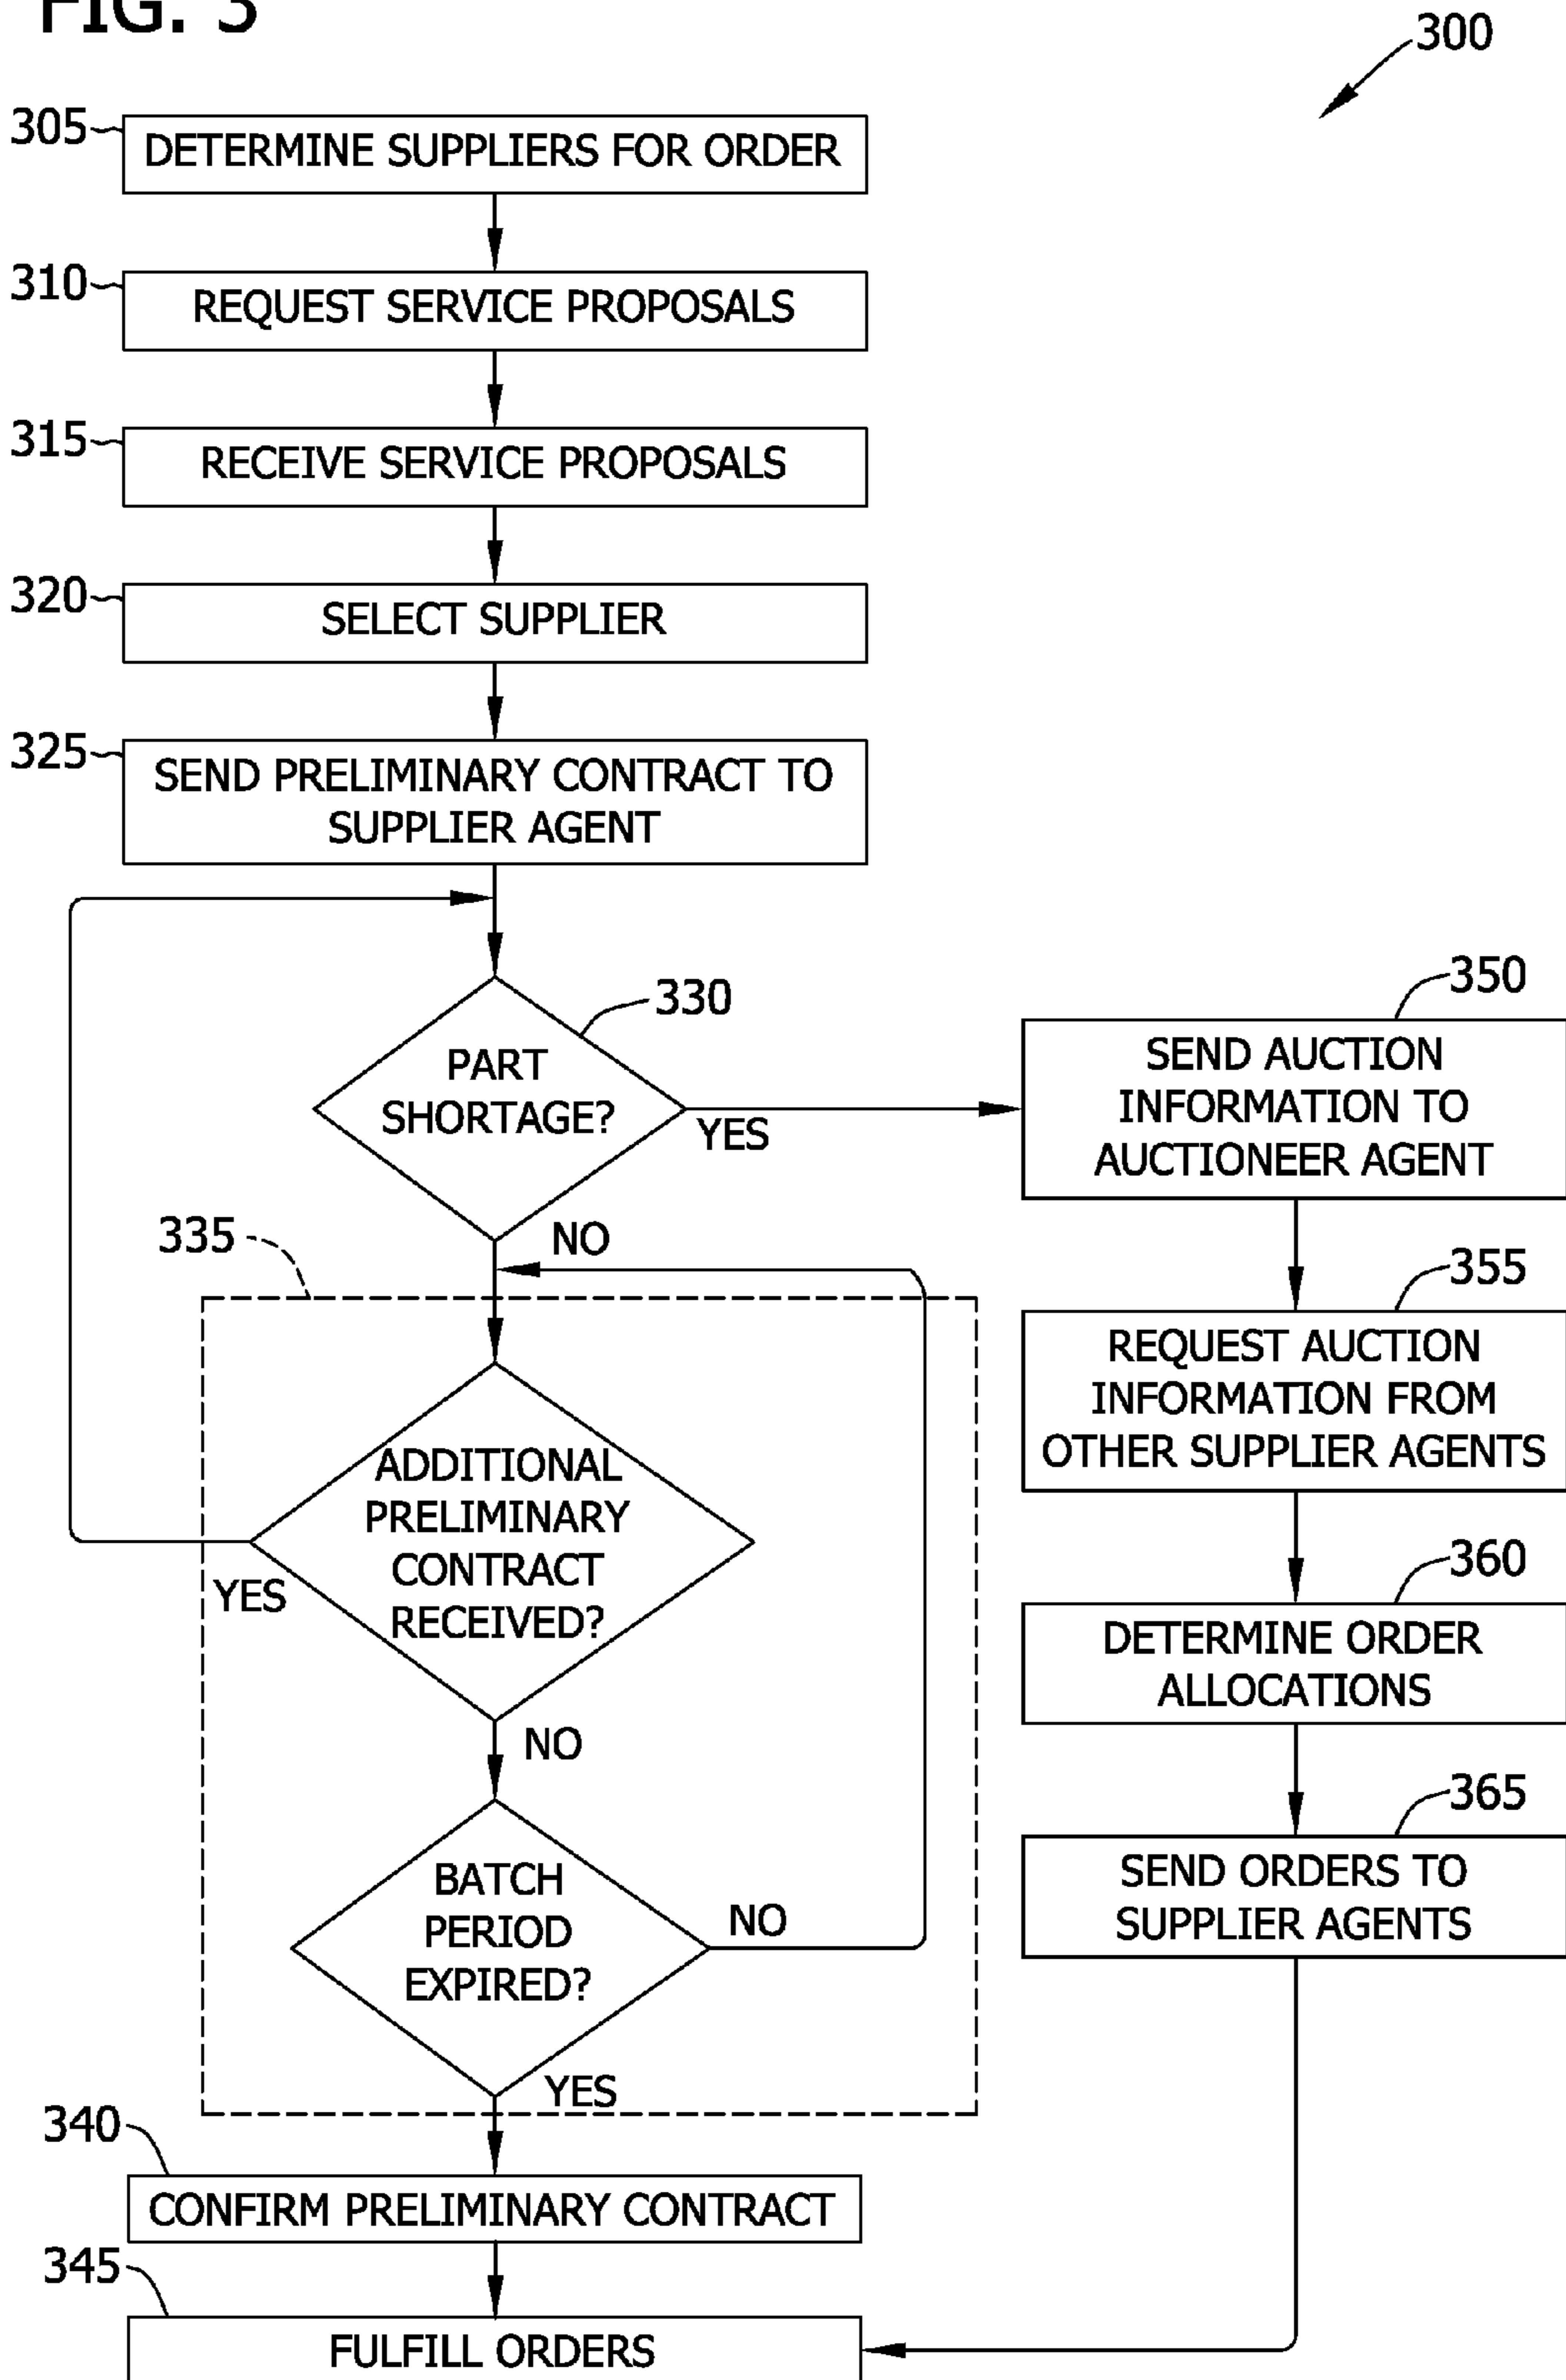 FIG. 3
300
305
DETERMINE SUPPLIERS FOR ORDER
310
REQUEST SERVICE PROPOSALS
315
RECEIVE SERVICE PROPOSALS
320
SELECT SUPPLIER
325
SEND PRELIMINARY CONTRACT TO
SUPPLIER AGENT
330
PART
SHORTAGE?
YES
NO
335
ADDITIONAL
PRELIMINARY
CONTRACT
RECEIVED?
YES
NO
BATCH
PERIOD
EXPIRED?
NO
YES
340
CONFIRM PRELIMINARY CONTRACT
345
FULFILL ORDERS
350
SEND AUCTION
INFORMATION TO
AUCTIONEER AGENT
355
REQUEST AUCTION
INFORMATION FROM
OTHER SUPPLIER AGENTS
360
DETERMINE ORDER
ALLOCATIONS
365
SEND ORDERS TO
SUPPLIER AGENTS